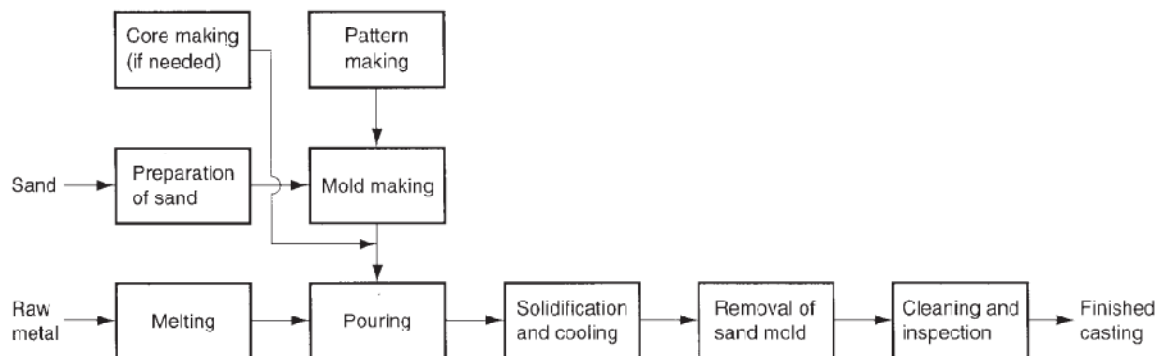 Core making
(if needed)
Pattern
making
Sand
Preparation
of sand
Mold making
Raw
metal
Melting
Pouring
Solidification
and cooling
Removal of
sand mold
Cleaning and
inspection
Finished
casting